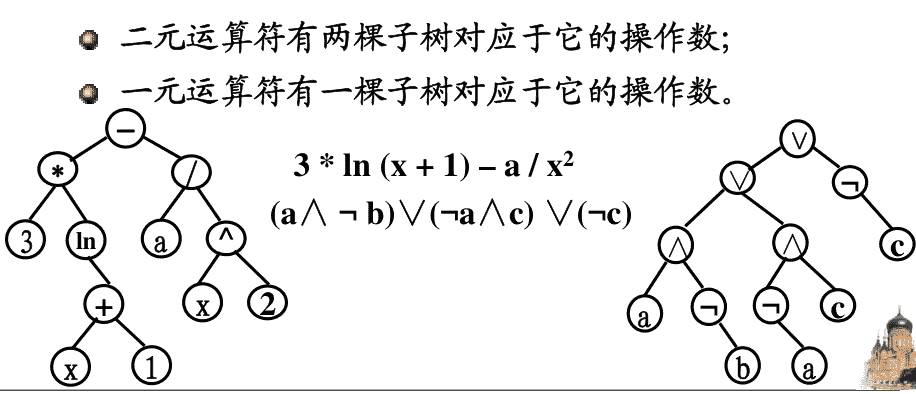 二元运算符有两棵子树对应于它的操作数;
一元运算符有一棵子树对应于它的操作数。
3 * ln (x + 1) – a / x²
(a∧ ¬ b)∨(¬a∧c) ∨(¬c)
–
* /
3 ln a ^
+ x 2
x 1
∨
∨ ¬
∧ ∧ c
a ¬ ¬ c
b a